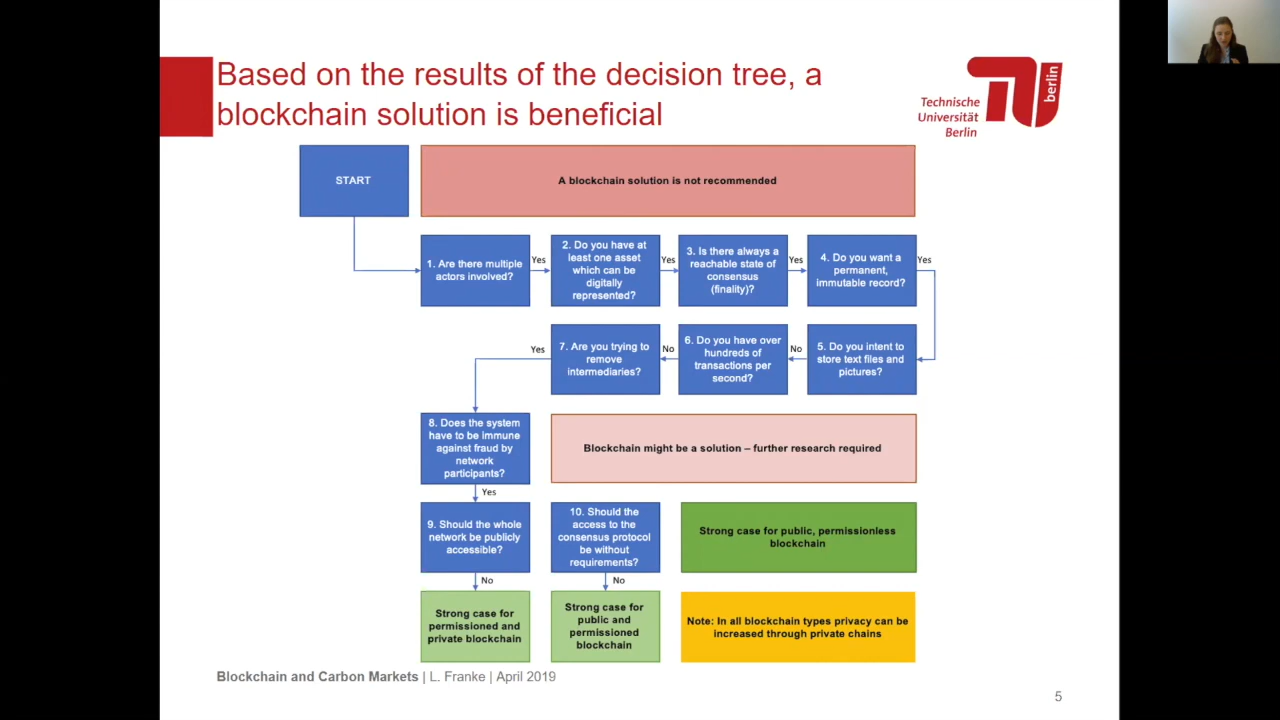 Based on the results of the decision tree, a
blockchain solution is beneficial
Technische
Universität
Berlin
berlin
START
A blockchain solution is not recommended
1. Are there multiple
actors involved?
Yes
2. Do you have at
least one asset
which can be
digitally
represented?
Yes
3. Is there always a
reachable state of
consensus
(finality)?
Yes
4. Do you want a
permanent,
immutable record?
Yes
5. Do you intent to
store text files and
pictures?
No
6. Do you have over
hundreds of
transactions per
second?
No
7. Are you trying to
remove
intermediaries?
Yes
8. Does the system
have to be immune
against fraud by
network
participants?
Blockchain might be a solution – further research required
Yes
9. Should the whole
network be publicly
accessible?
10. Should the
access to the
consensus protocol
be without
requirements?
Strong case for public, permissionless
blockchain
No
No
Strong case for
permissioned and
private blockchain
Strong case for
public and
permissioned
blockchain
Note: In all blockchain types privacy can be
increased through private chains
Blockchain and Carbon Markets | L. Franke | April 2019
5